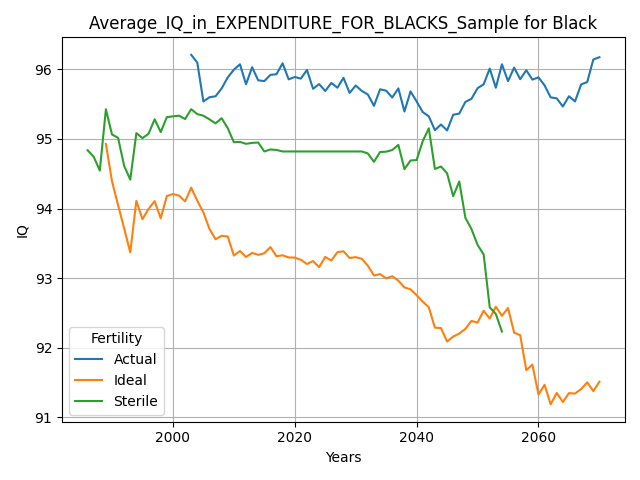 Average_IQ_in_EXPENDITURE_FOR_BLACKS_Sample for Black
96
95
94
93
92
91
IQ
Fertility
Actual
Ideal
Sterile
2000 2020 2040 2060
Years